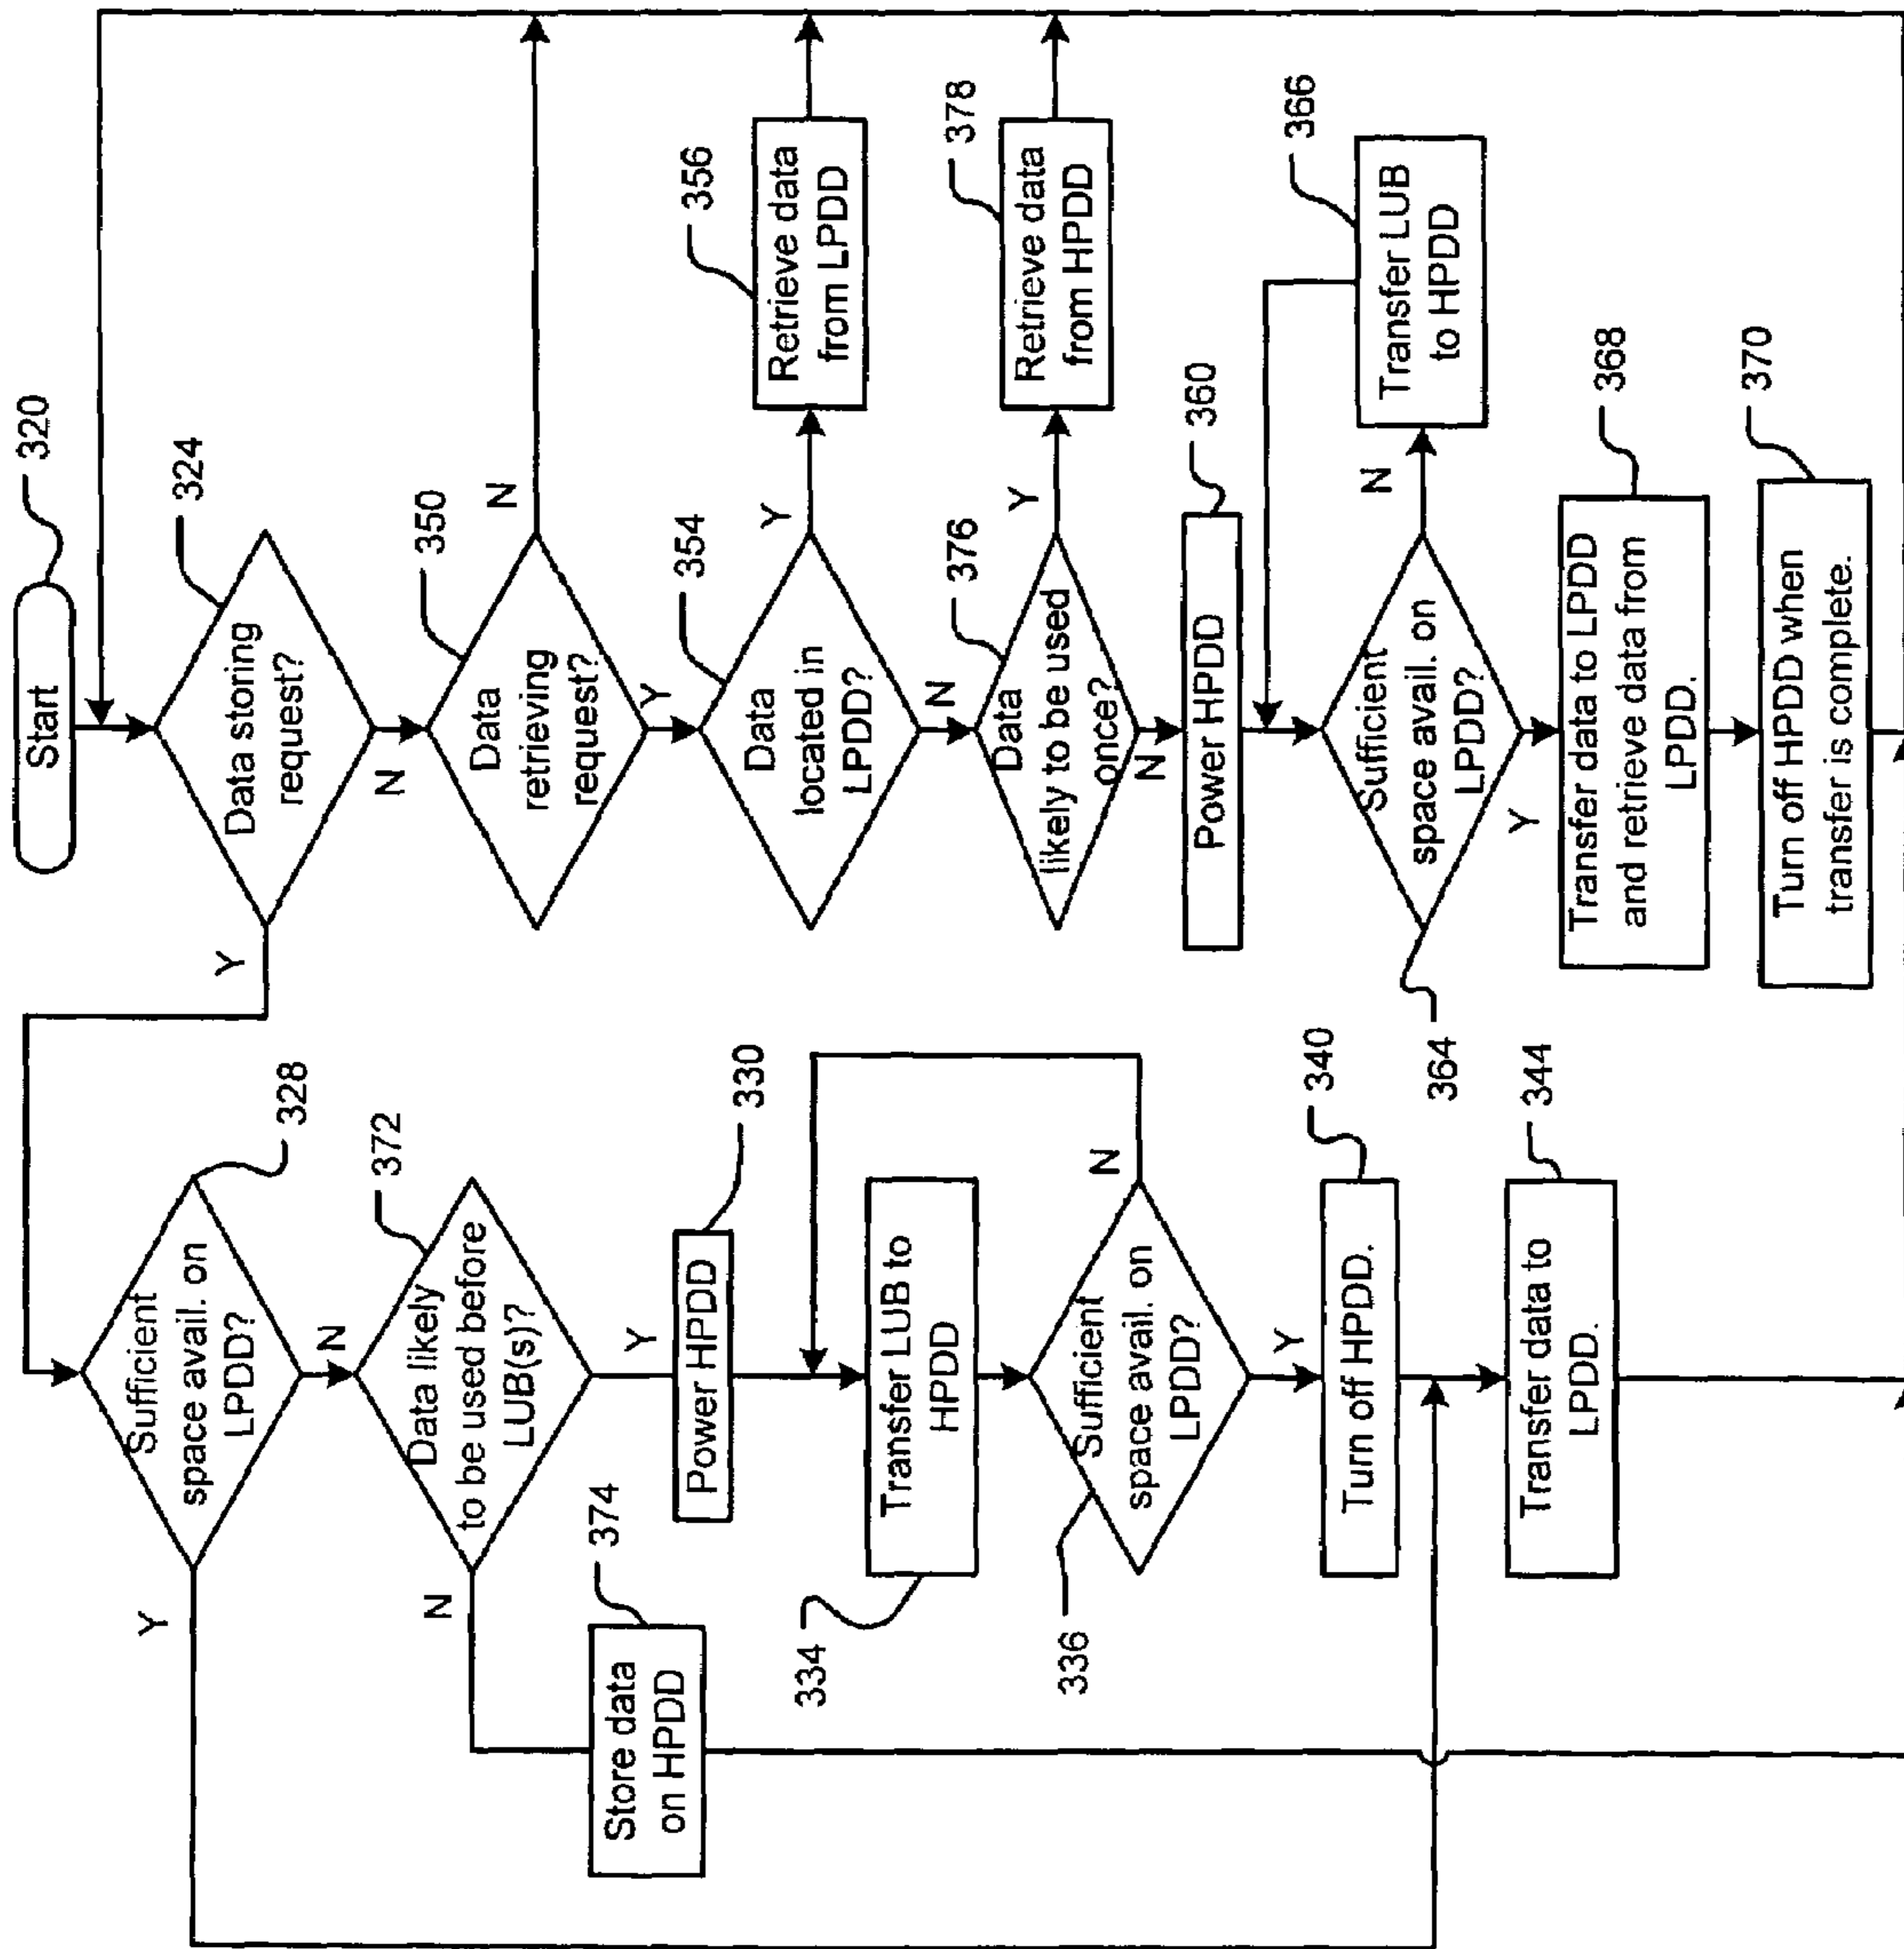 Start
320
Data storing
request?
324
Y
N
Data
retrieving
request?
350
N
Y
Data
located in
LPDD?
354
Y
N
Retrieve data
from LPDD
356
Data
likely to be used
once?
376
Y
N
Retrieve data
from HPDD
378
Power HPDD
360
Sufficient
space avail. on
LPDD?
364
N
Y
Transfer LUB
to HPDD
366
Transfer data to LPDD
and retrieve data from
LPDD.
368
Turn off HPDD when
transfer is complete.
370
Sufficient
space avail. on
LPDD?
328
Y
N
Data likely
to be used before
LUB(s)?
372
N
Y
Store data
on HPDD
374
Power HPDD
330
Transfer LUB to
HPDD
334
Sufficient
space avail. on
LPDD?
336
N
Y
Turn off HPDD.
340
Transfer data to
LPDD.
344